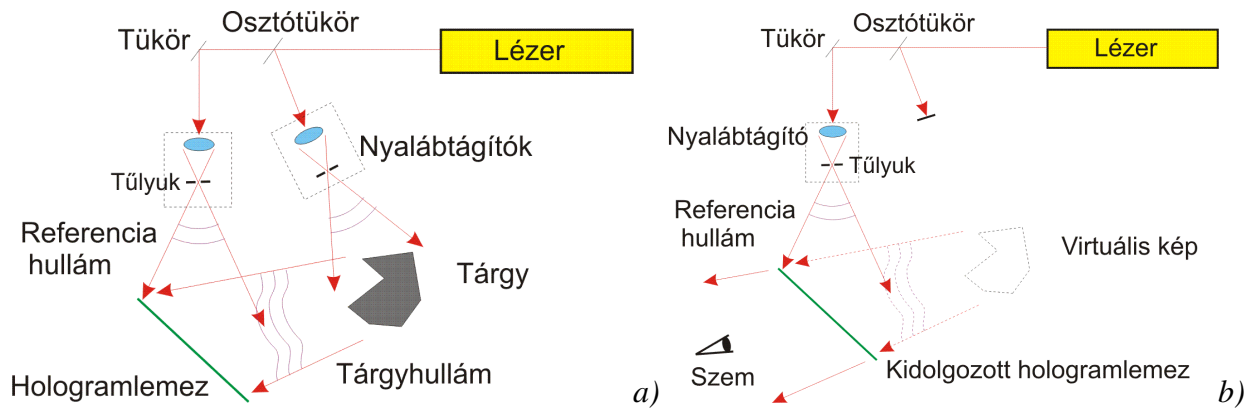 Osztótükör
Tükör
Lézer
Nyalábtágítók
Tűlyuk
Referencia
hullám
Tárgy
Tárgyhullám
Hologramlemez
a)
Osztótükör
Tükör
Lézer
Nyalábtágító
Tűlyuk
Referencia
hullám
Virtuális kép
Szem
Kidolgozott hologramlemez
b)